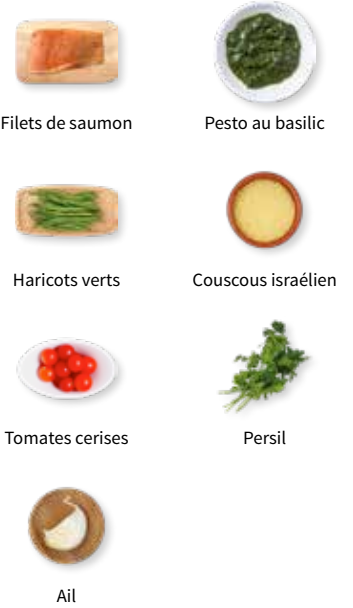 Filets de saumon
Pesto au basilic
Haricots verts
Couscous israélien
Tomates cerises
Persil
Ail